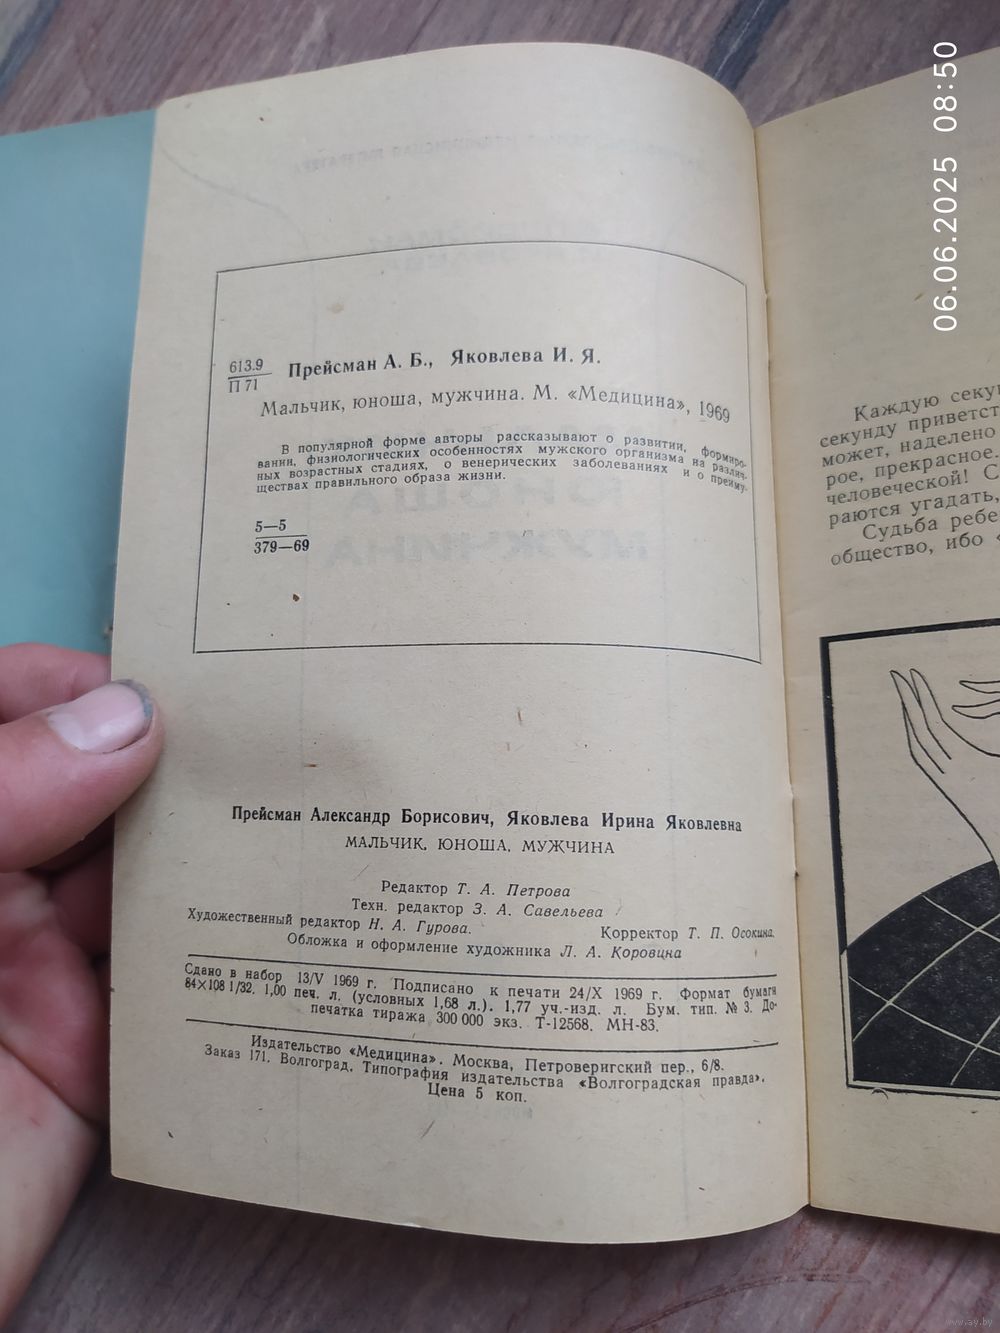 613.9
П 71
Прейсман А. Б., Яковлева И. Я.
Мальчик, юноша, мужчина. М. «Медицина», 1969
В популярной форме авторы рассказывают о развитии, формиро-
вании, физиологических особенностях мужского организма на различ-
ных возрастных стадиях, о венерических заболеваниях и о преиму-
ществах правильного образа жизни.
5—5
379—69
Прейсман Александр Борисович, Яковлева Ирина Яковлевна
МАЛЬЧИК, ЮНОША, МУЖЧИНА
Редактор Т. А. Петрова
Техн. редактор З. А. Савельева
Художественный редактор Н. А. Гурова.
Корректор Т. П. Осокина.
Обложка и оформление художника Л. А. Коровина
Сдано в набор 13/V 1969 г. Подписано к печати 24/X 1969 г. Формат бумаги
84×108 1/32. 1,00 печ. л. (условных 1,68 л.). 1,77 уч.-изд. л. Бум. тип. № 3. До-
печатка тиража 300 000 экз. Т-12568. МН-83.
Издательство «Медицина». Москва, Петроверигский пер., 6/8.
Заказ 171. Волгоград, Типография издательства «Волгоградская правда».
Цена 5 коп.
Каждую секун
секунду приветст
может, наделено
рое, прекрасное.
человеческой! С
раются угадать,
Судьба ребе
общество, ибо «
06.06.2025 08:50
www.ay.by